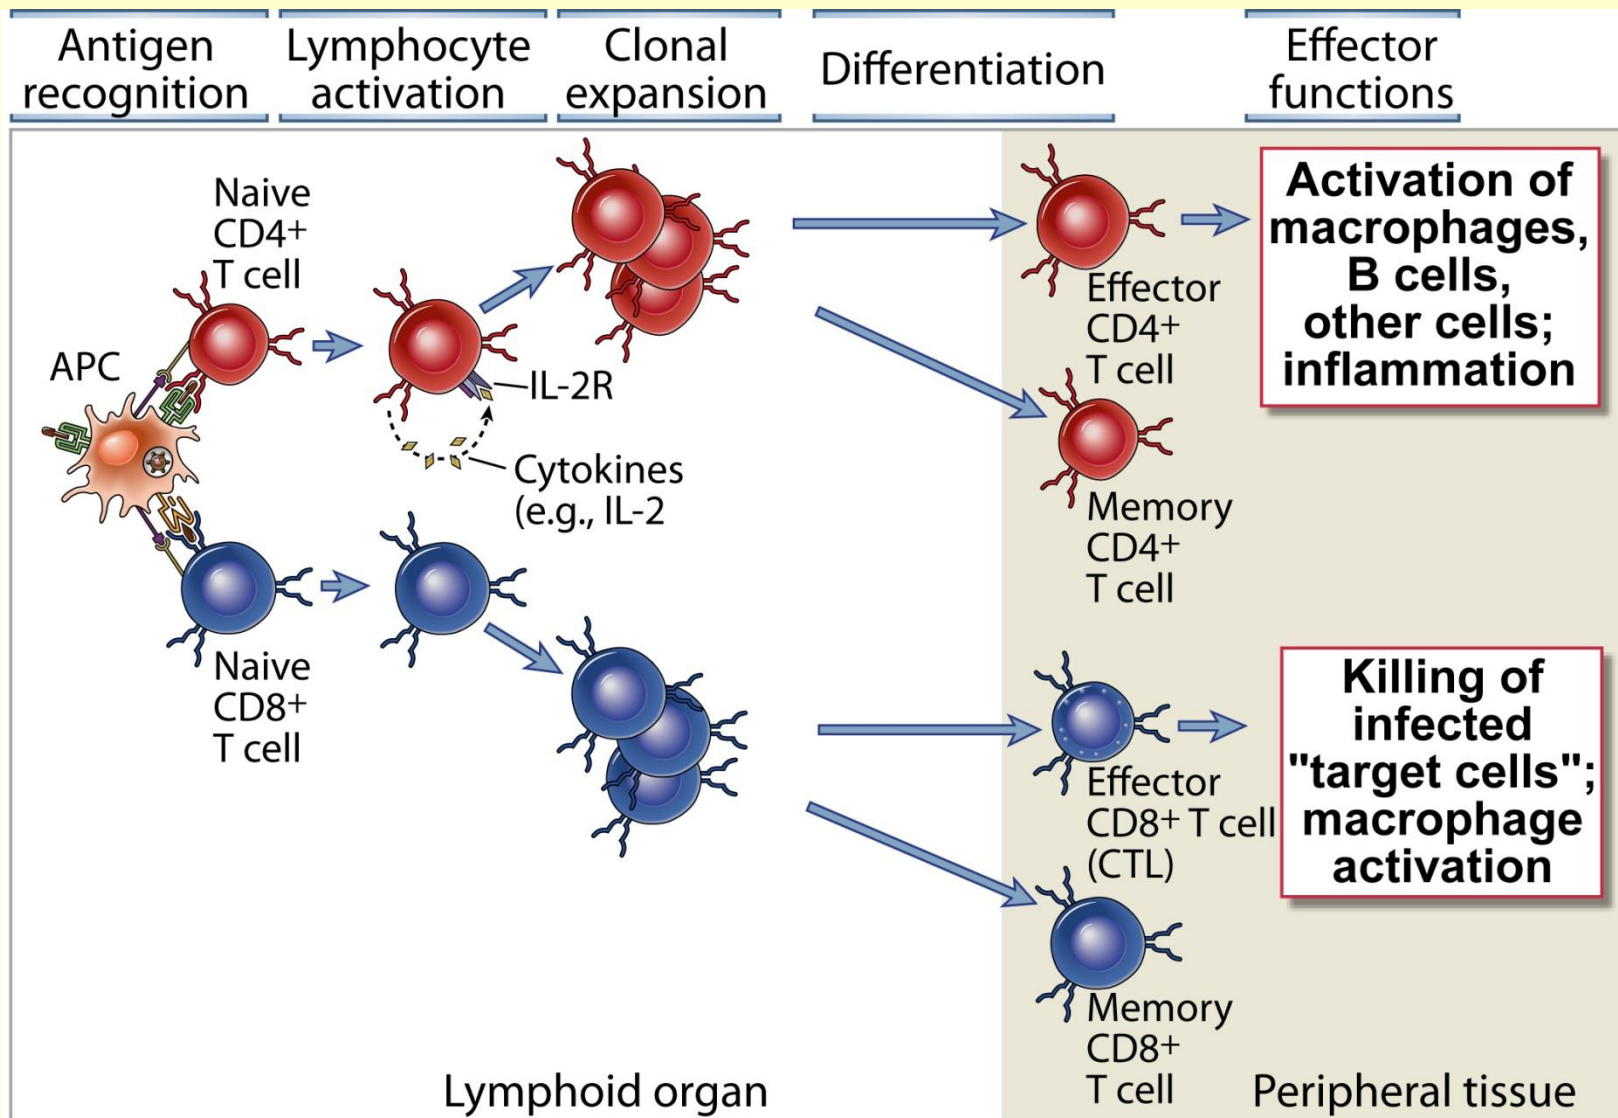 Antigen
recognition
Lymphocyte
activation
Clonal
expansion
Differentiation
Effector
functions
Naive
CD4+
T cell
APC
IL-2R
Cytokines
(e.g., IL-2
Naive
CD8+
T cell
Effector
CD4+
T cell
Activation of
macrophages,
B cells,
other cells;
inflammation
Memory
CD4+
T cell
Effector
CD8+ T cell
(CTL)
Killing of
infected
"target cells";
macrophage
activation
Memory
CD8+
T cell
Lymphoid organ
Peripheral tissue